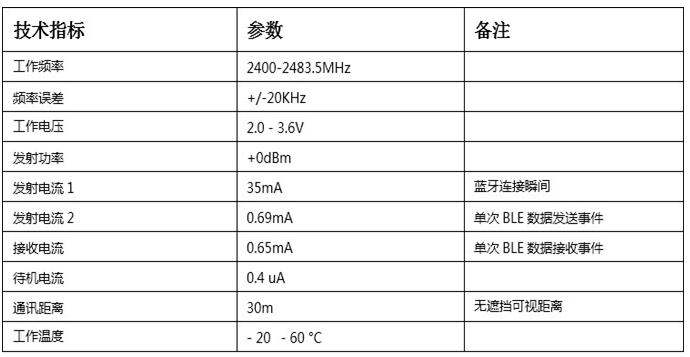 技术指标 参数 备注
工作频率 2400-2483.5MHz
频率误差 +/-20KHz
工作电压 2.0 - 3.6V
发射功率 +0dBm
发射电流 1 35mA 蓝牙连接瞬间
发射电流 2 0.69mA 单次 BLE 数据发送事件
接收电流 0.65mA 单次 BLE 数据接收事件
待机电流 0.4 uA
通讯距离 30m 无遮挡可视距离
工作温度 - 20 - 60 °C